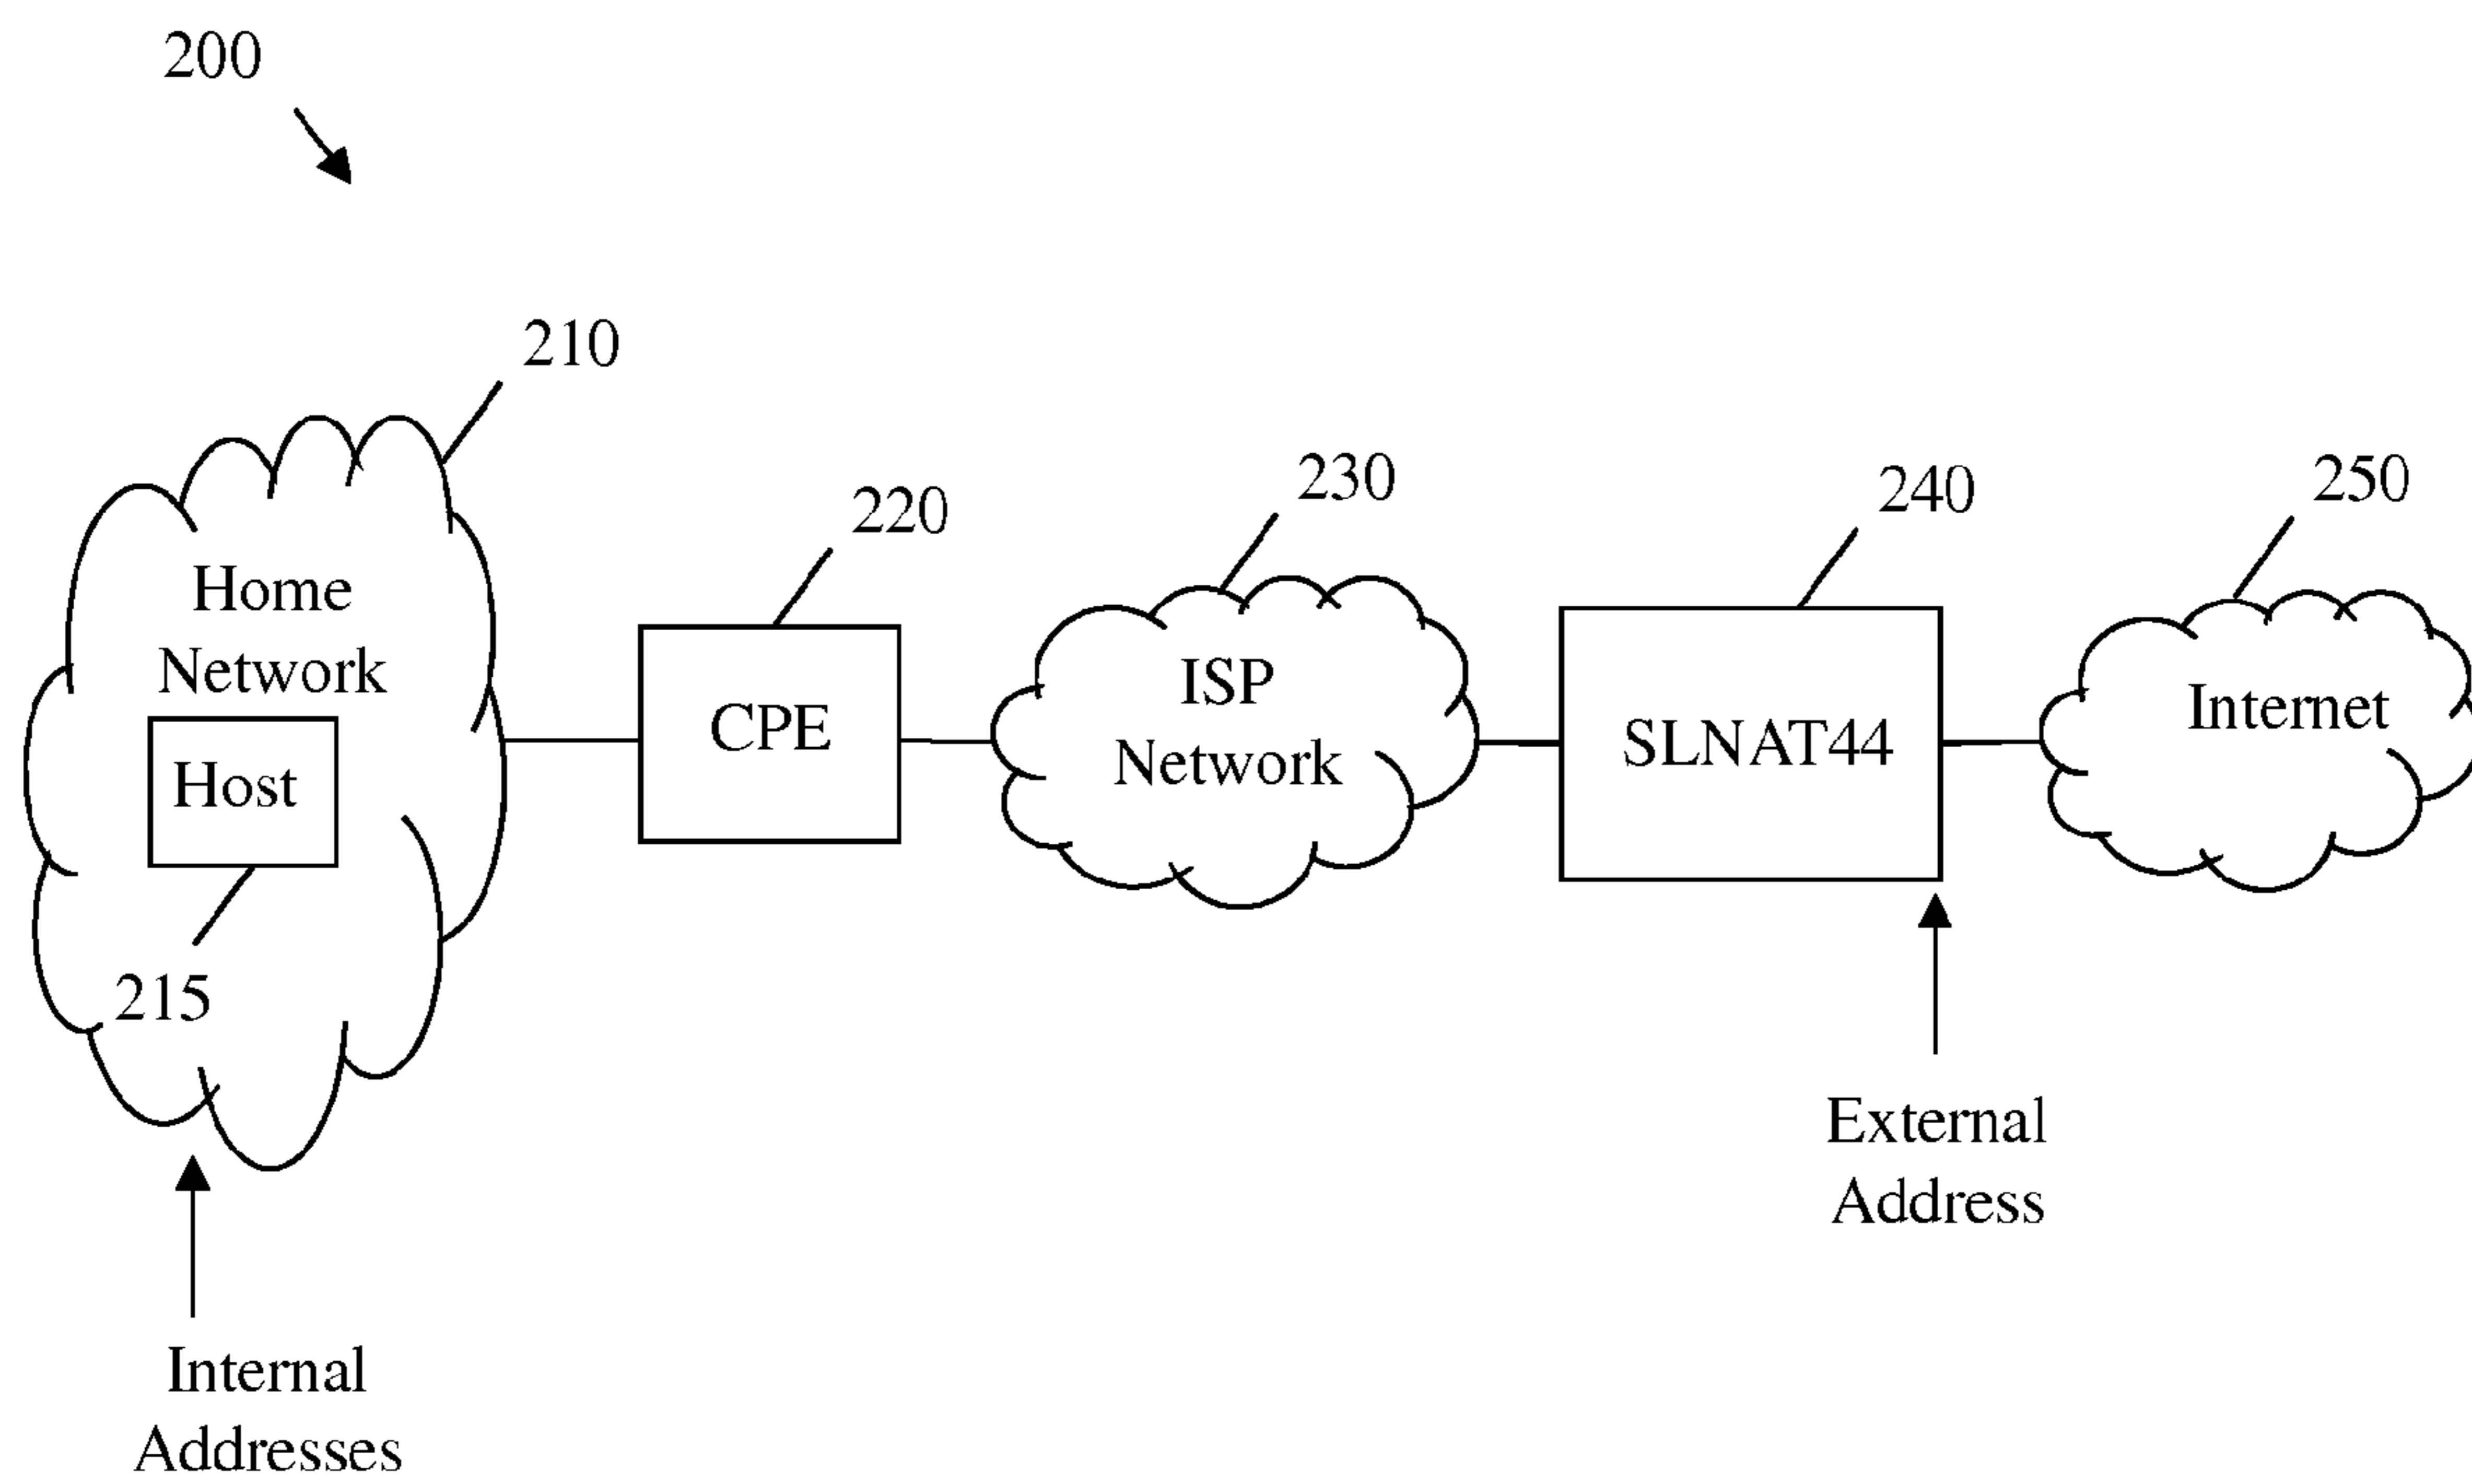 200
210
220
230
240
250
Home
Network
Host
215
CPE
ISP
Network
SLNAT44
Internet
External
Address
Internal
Addresses